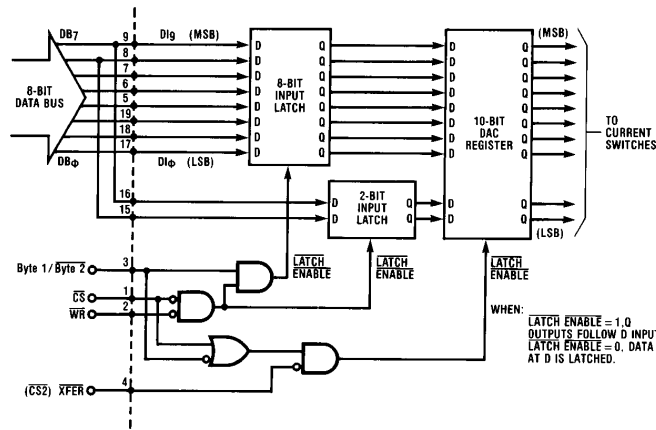 DB7 9 DI9 (MSB)
8
7
6
5
19
18
17
DBΦ DIΦ (LSB)
8-BIT
DATA BUS
16
15
D Q
D Q
D Q
D Q
D Q
D Q
D Q
D Q
8-BIT
INPUT
LATCH
D Q
D Q
2-BIT
INPUT
LATCH
D Q
D Q
D Q
D Q
D Q
D Q
D Q
D Q
10-BIT
DAC
REGISTER
D Q
D Q
(MSB)
(LSB)
TO
CURRENT
SWITCHES
LATCH
ENABLE
LATCH
ENABLE
LATCH
ENABLE
Byte 1/Byte 2 3
CS 1
WR 2
(CS2) XFER 4
WHEN:
LATCH ENABLE = 1, Q
OUTPUTS FOLLOW D INPUT
LATCH ENABLE = 0, DATA
AT D IS LATCHED.